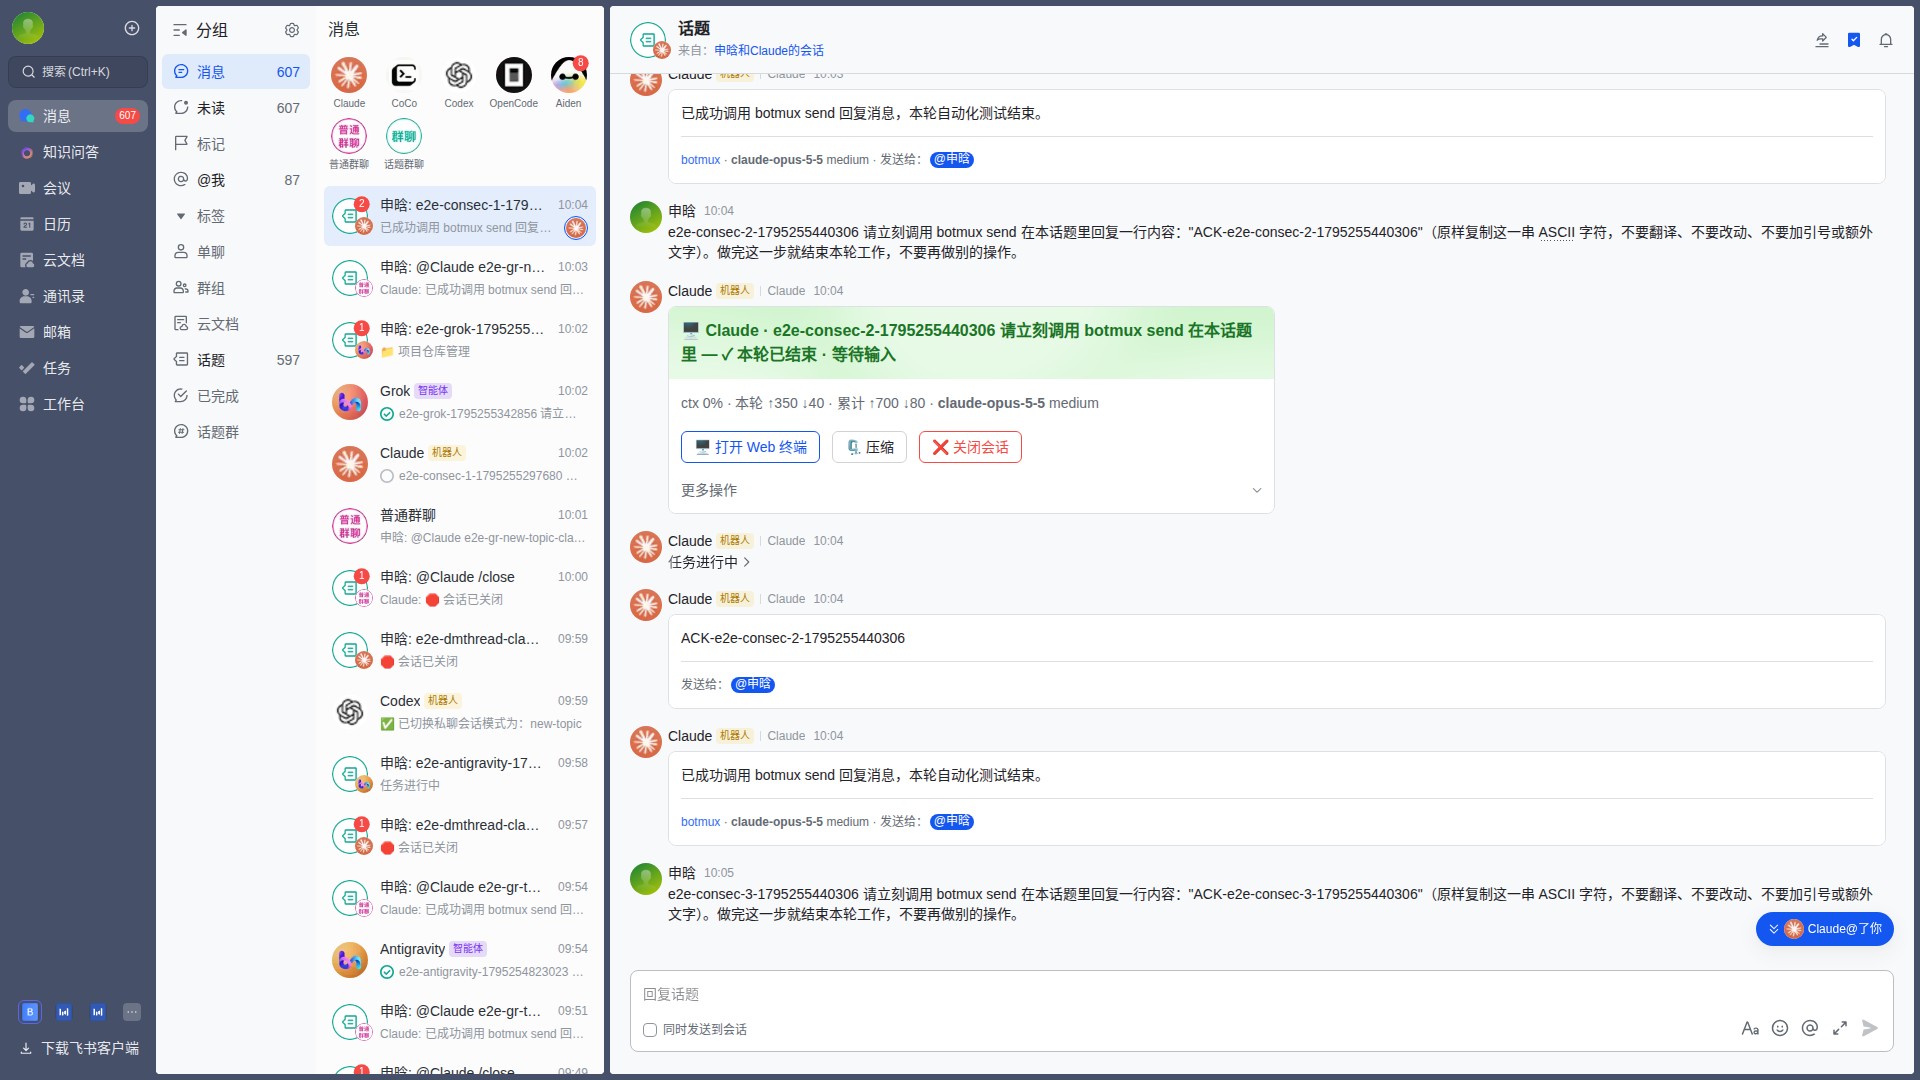 搜索 (Ctrl+K)
消息 607
知识问答
会议
日历
云文档
通讯录
邮箱
任务
工作台
B
下载飞书客户端
分组
消息 607
未读 607
标记
@我 87
标签
单聊
群组
云文档
话题 597
已完成
话题群
消息
Claude
CoCo
Codex
OpenCode
8
Aiden
普通群聊
普通群聊
群聊
话题群聊
2
申晗: e2e-consec-1-179… 10:04
已成功调用 botmux send 回复…
申晗: @Claude e2e-gr-n… 10:03
Claude: 已成功调用 botmux send 回…
1
申晗: e2e-grok-1795255… 10:02
项目仓库管理
Grok 智能体 10:02
e2e-grok-1795255342856 请立…
Claude 机器人 10:02
e2e-consec-1-1795255297680 …
普通群聊
普通群聊 10:01
申晗: @Claude e2e-gr-new-topic-cla…
1
申晗: @Claude /close 10:00
Claude: 会话已关闭
申晗: e2e-dmthread-cla… 09:59
会话已关闭
Codex 机器人 09:59
已切换私聊会话模式为：new-topic
申晗: e2e-antigravity-17… 09:58
任务进行中
1
申晗: e2e-dmthread-cla… 09:57
会话已关闭
申晗: @Claude e2e-gr-t… 09:54
Claude: 已成功调用 botmux send 回…
Antigravity 智能体 09:54
e2e-antigravity-1795254823023 …
申晗: @Claude e2e-gr-t… 09:51
Claude: 已成功调用 botmux send 回…
1
申晗: @Claude /close 09:49
话题
来自：申晗和Claude的会话
Claude 机器人 Claude 10:03
已成功调用 botmux send 回复消息，本轮自动化测试结束。
botmux · claude-opus-5-5 medium · 发送给： @申晗
申晗 10:04
e2e-consec-2-1795255440306 请立刻调用 botmux send 在本话题里回复一行内容："ACK-e2e-consec-2-1795255440306"（原样复制这一串 ASCII 字符，不要翻译、不要改动、不要加引号或额外
文字）。做完这一步就结束本轮工作，不要再做别的操作。
Claude 机器人 Claude 10:04
Claude · e2e-consec-2-1795255440306 请立刻调用 botmux send 在本话题
里 — ✓ 本轮已结束 · 等待输入
ctx 0% · 本轮 ↑350 ↓40 · 累计 ↑700 ↓80 · claude-opus-5-5 medium
打开 Web 终端
压缩
关闭会话
更多操作
Claude 机器人 Claude 10:04
任务进行中
Claude 机器人 Claude 10:04
ACK-e2e-consec-2-1795255440306
发送给： @申晗
Claude 机器人 Claude 10:04
已成功调用 botmux send 回复消息，本轮自动化测试结束。
botmux · claude-opus-5-5 medium · 发送给： @申晗
申晗 10:05
e2e-consec-3-1795255440306 请立刻调用 botmux send 在本话题里回复一行内容："ACK-e2e-consec-3-1795255440306"（原样复制这一串 ASCII 字符，不要翻译、不要改动、不要加引号或额外
文字）。做完这一步就结束本轮工作，不要再做别的操作。
Claude@了你
回复话题
同时发送到会话
Aa